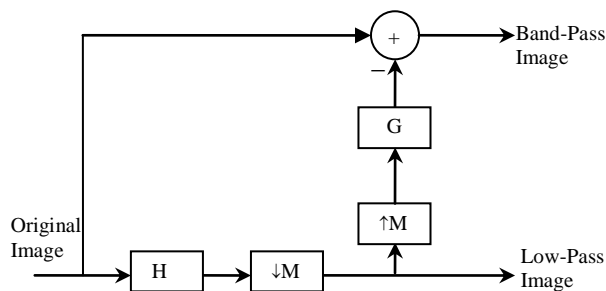 Band-Pass
Image
+
−
G
↑M
Original
Image
H
↓M
Low-Pass
Image